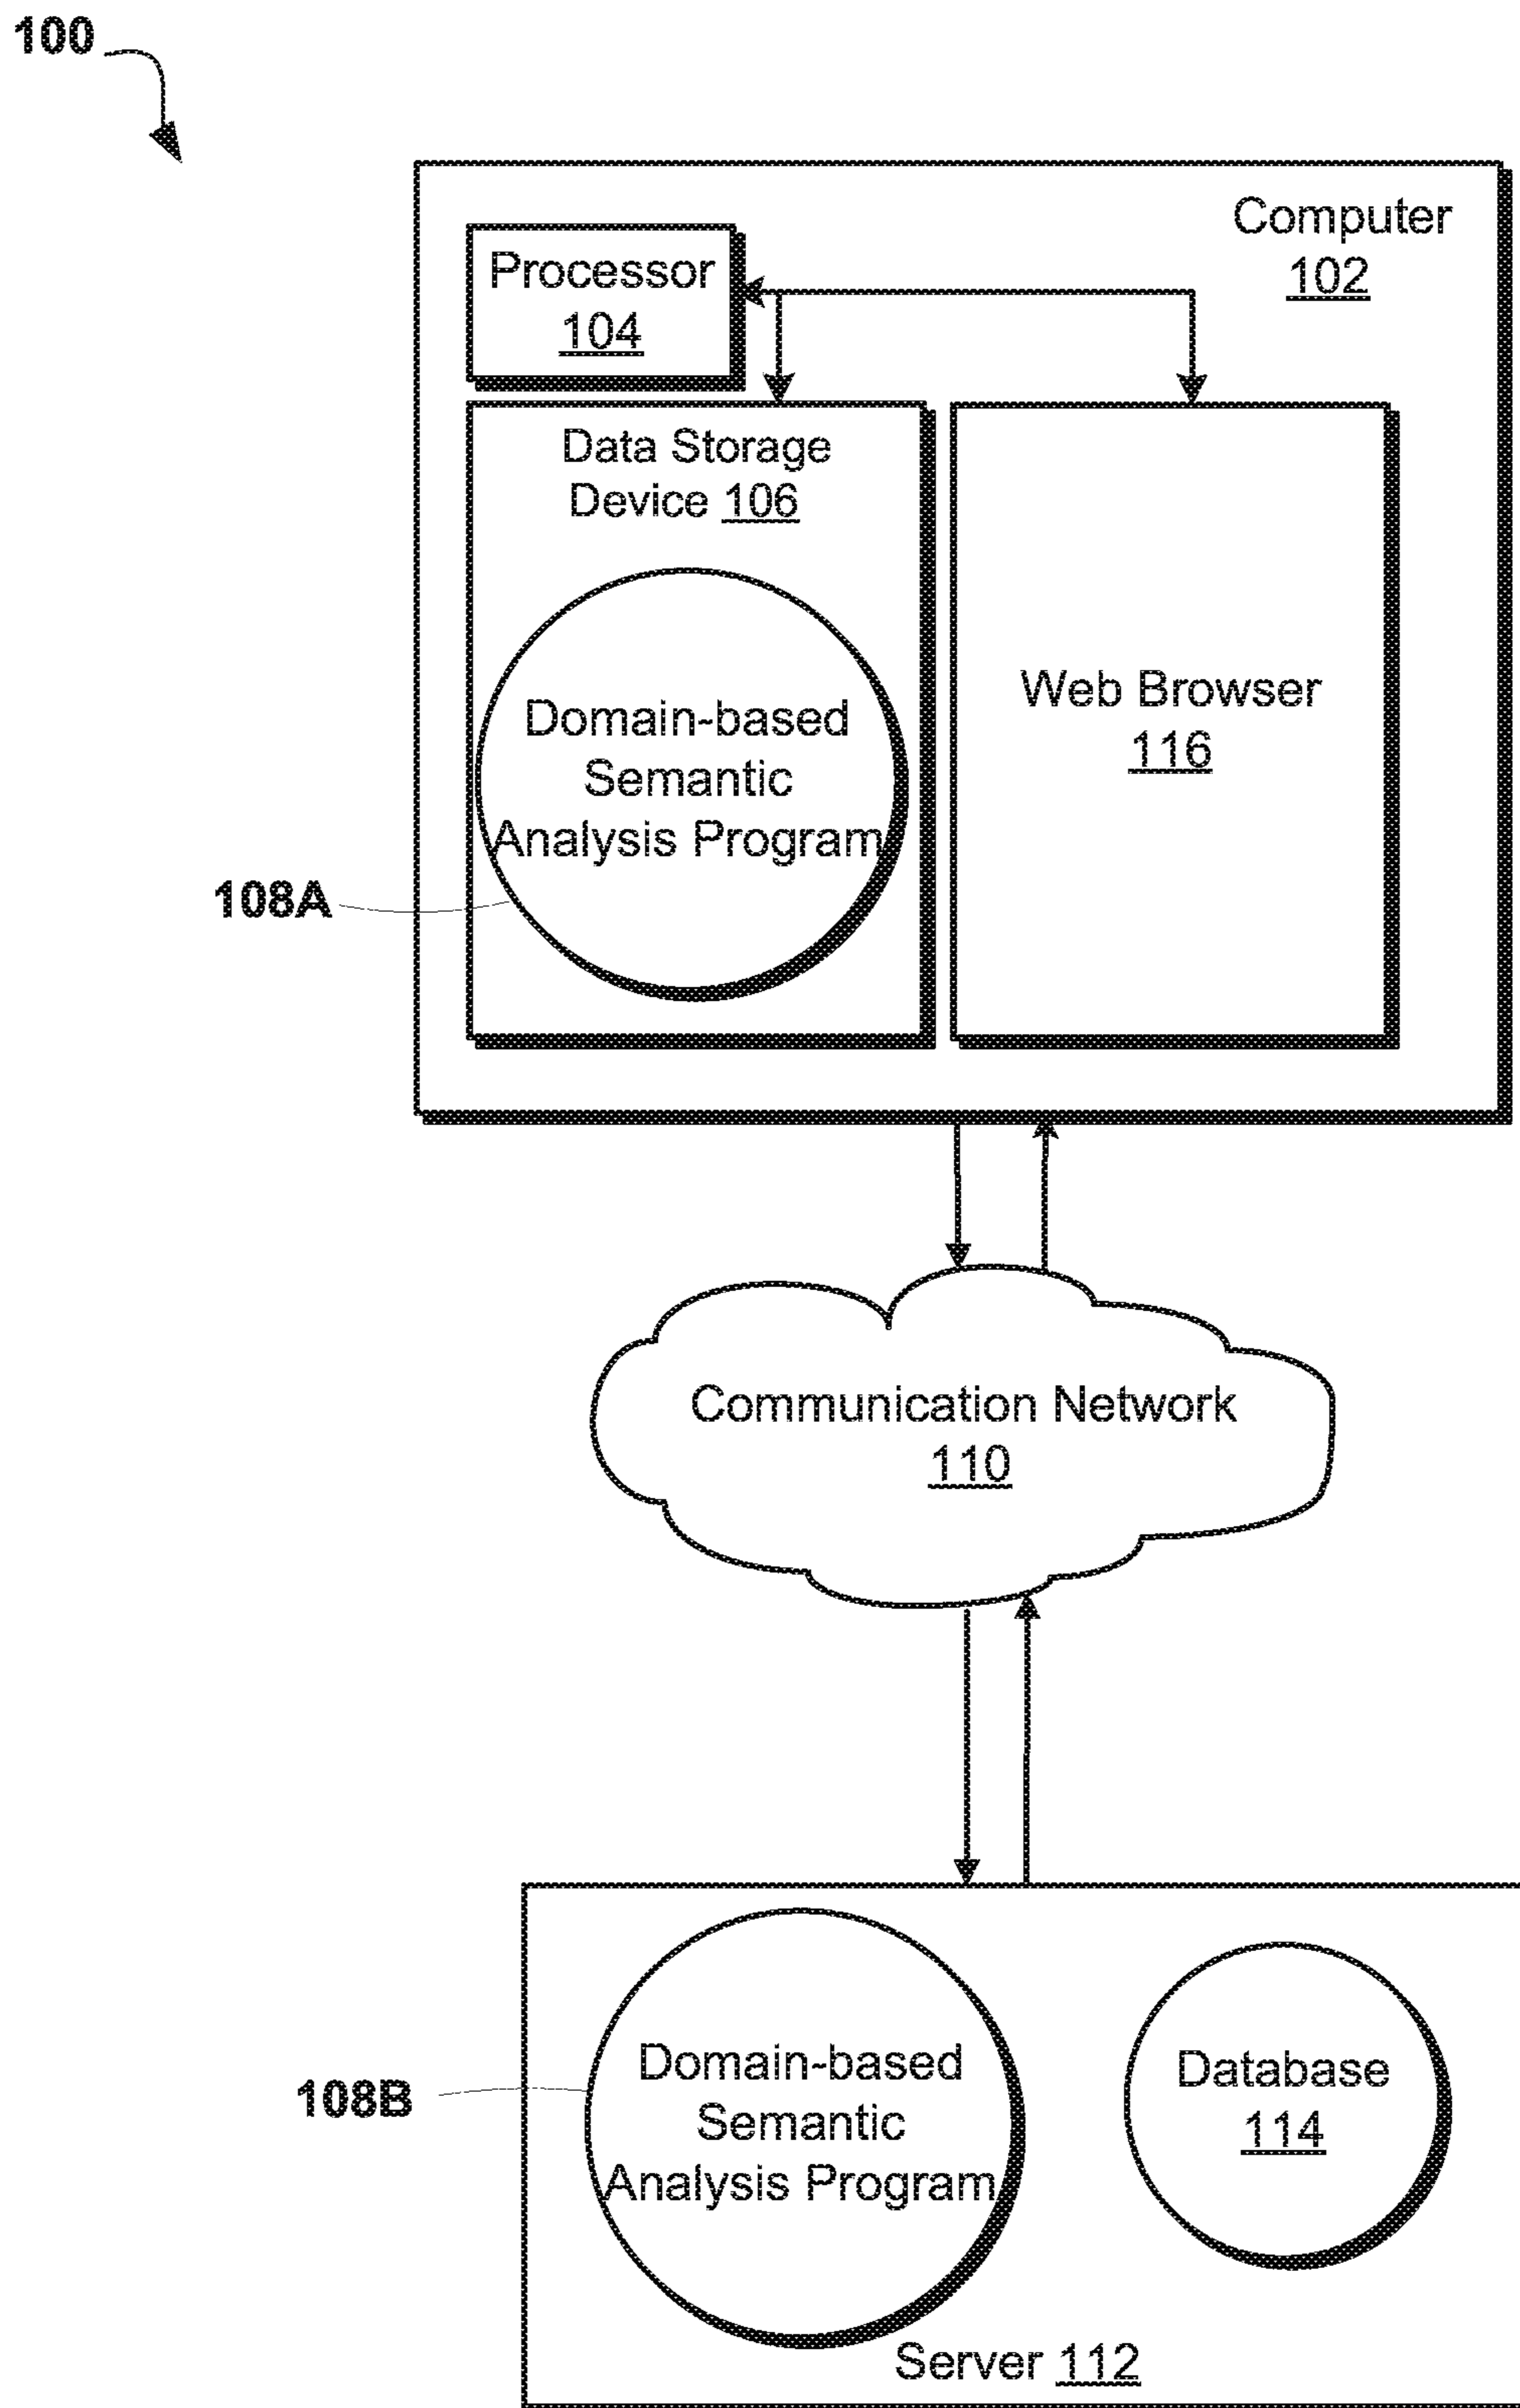 100
Computer
102
Processor
104
Data Storage
Device 106
Domain-based
Semantic
Analysis Program
108A
Web Browser
116
Communication Network
110
108B
Domain-based
Semantic
Analysis Program
Database
114
Server 112